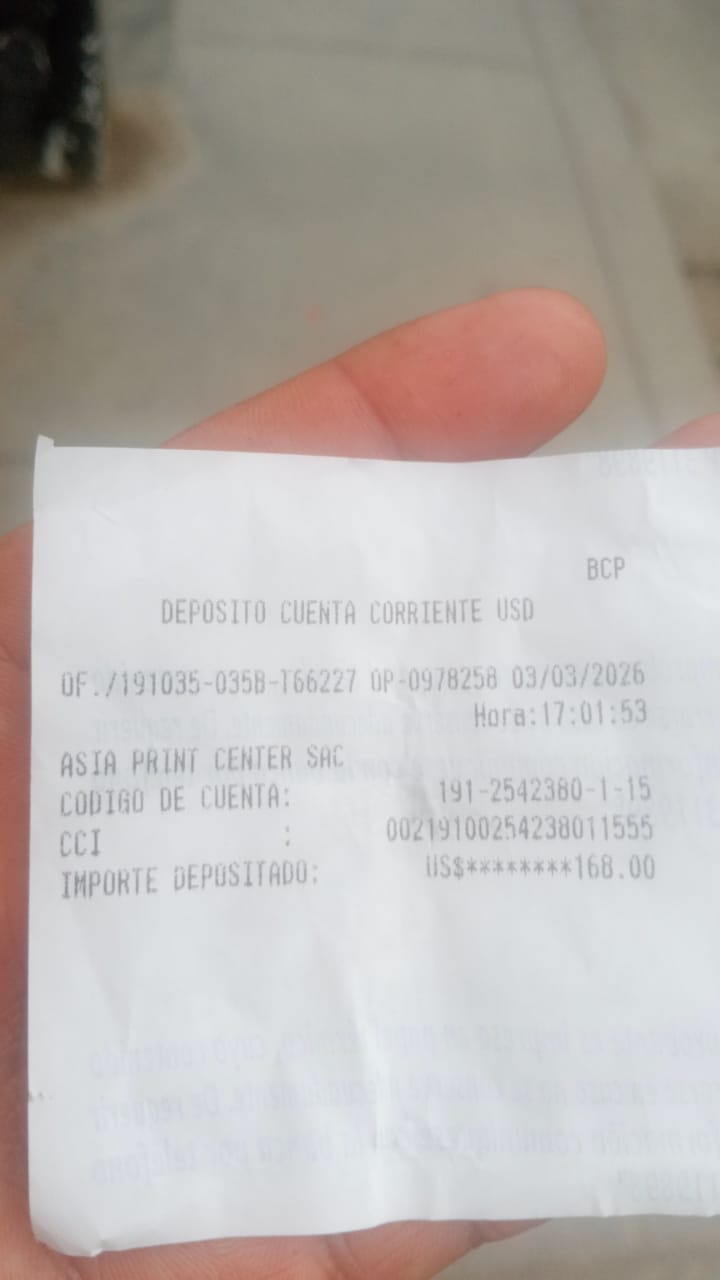 BCP
DEPOSITO CUENTA CORRIENTE USD
OF./191035-035B-T66227 OP-0978258 03/03/2026
Hora:17:01:53
ASIA PRINT CENTER SAC
CODIGO DE CUENTA: 191-2542380-1-15
CCI : 00219100254238011555
IMPORTE DEPOSITADO: US$********168.00